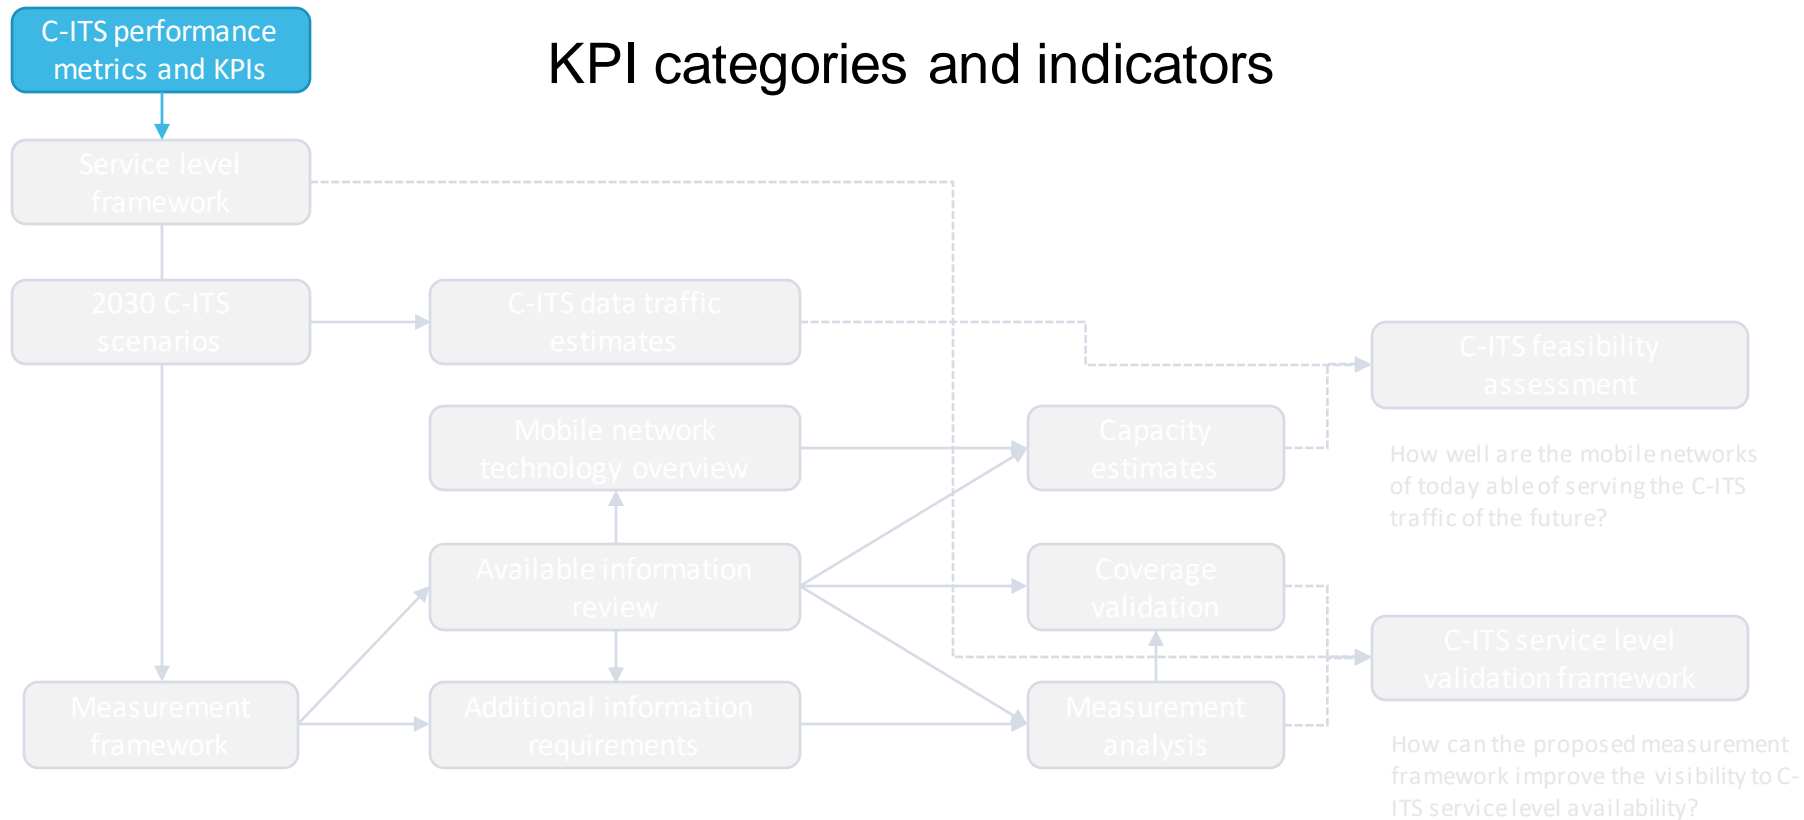 C-ITS performance
metrics and KPIs
KPI categories and indicators
Service level
framework
2030 C-ITS
scenarios
C-ITS data traffic
estimates
C-ITS feasibility
assessment
Mobile network
technology overview
Capacity
estimates
How well are the mobile networks
of today able of serving the C-ITS
traffic of the future?
Available information
review
Coverage
validation
C-ITS service level
validation framework
Measurement
framework
Additional information
requirements
Measurement
analysis
How can the proposed measurement
framework improve the visibility to C-
ITS service level availability?